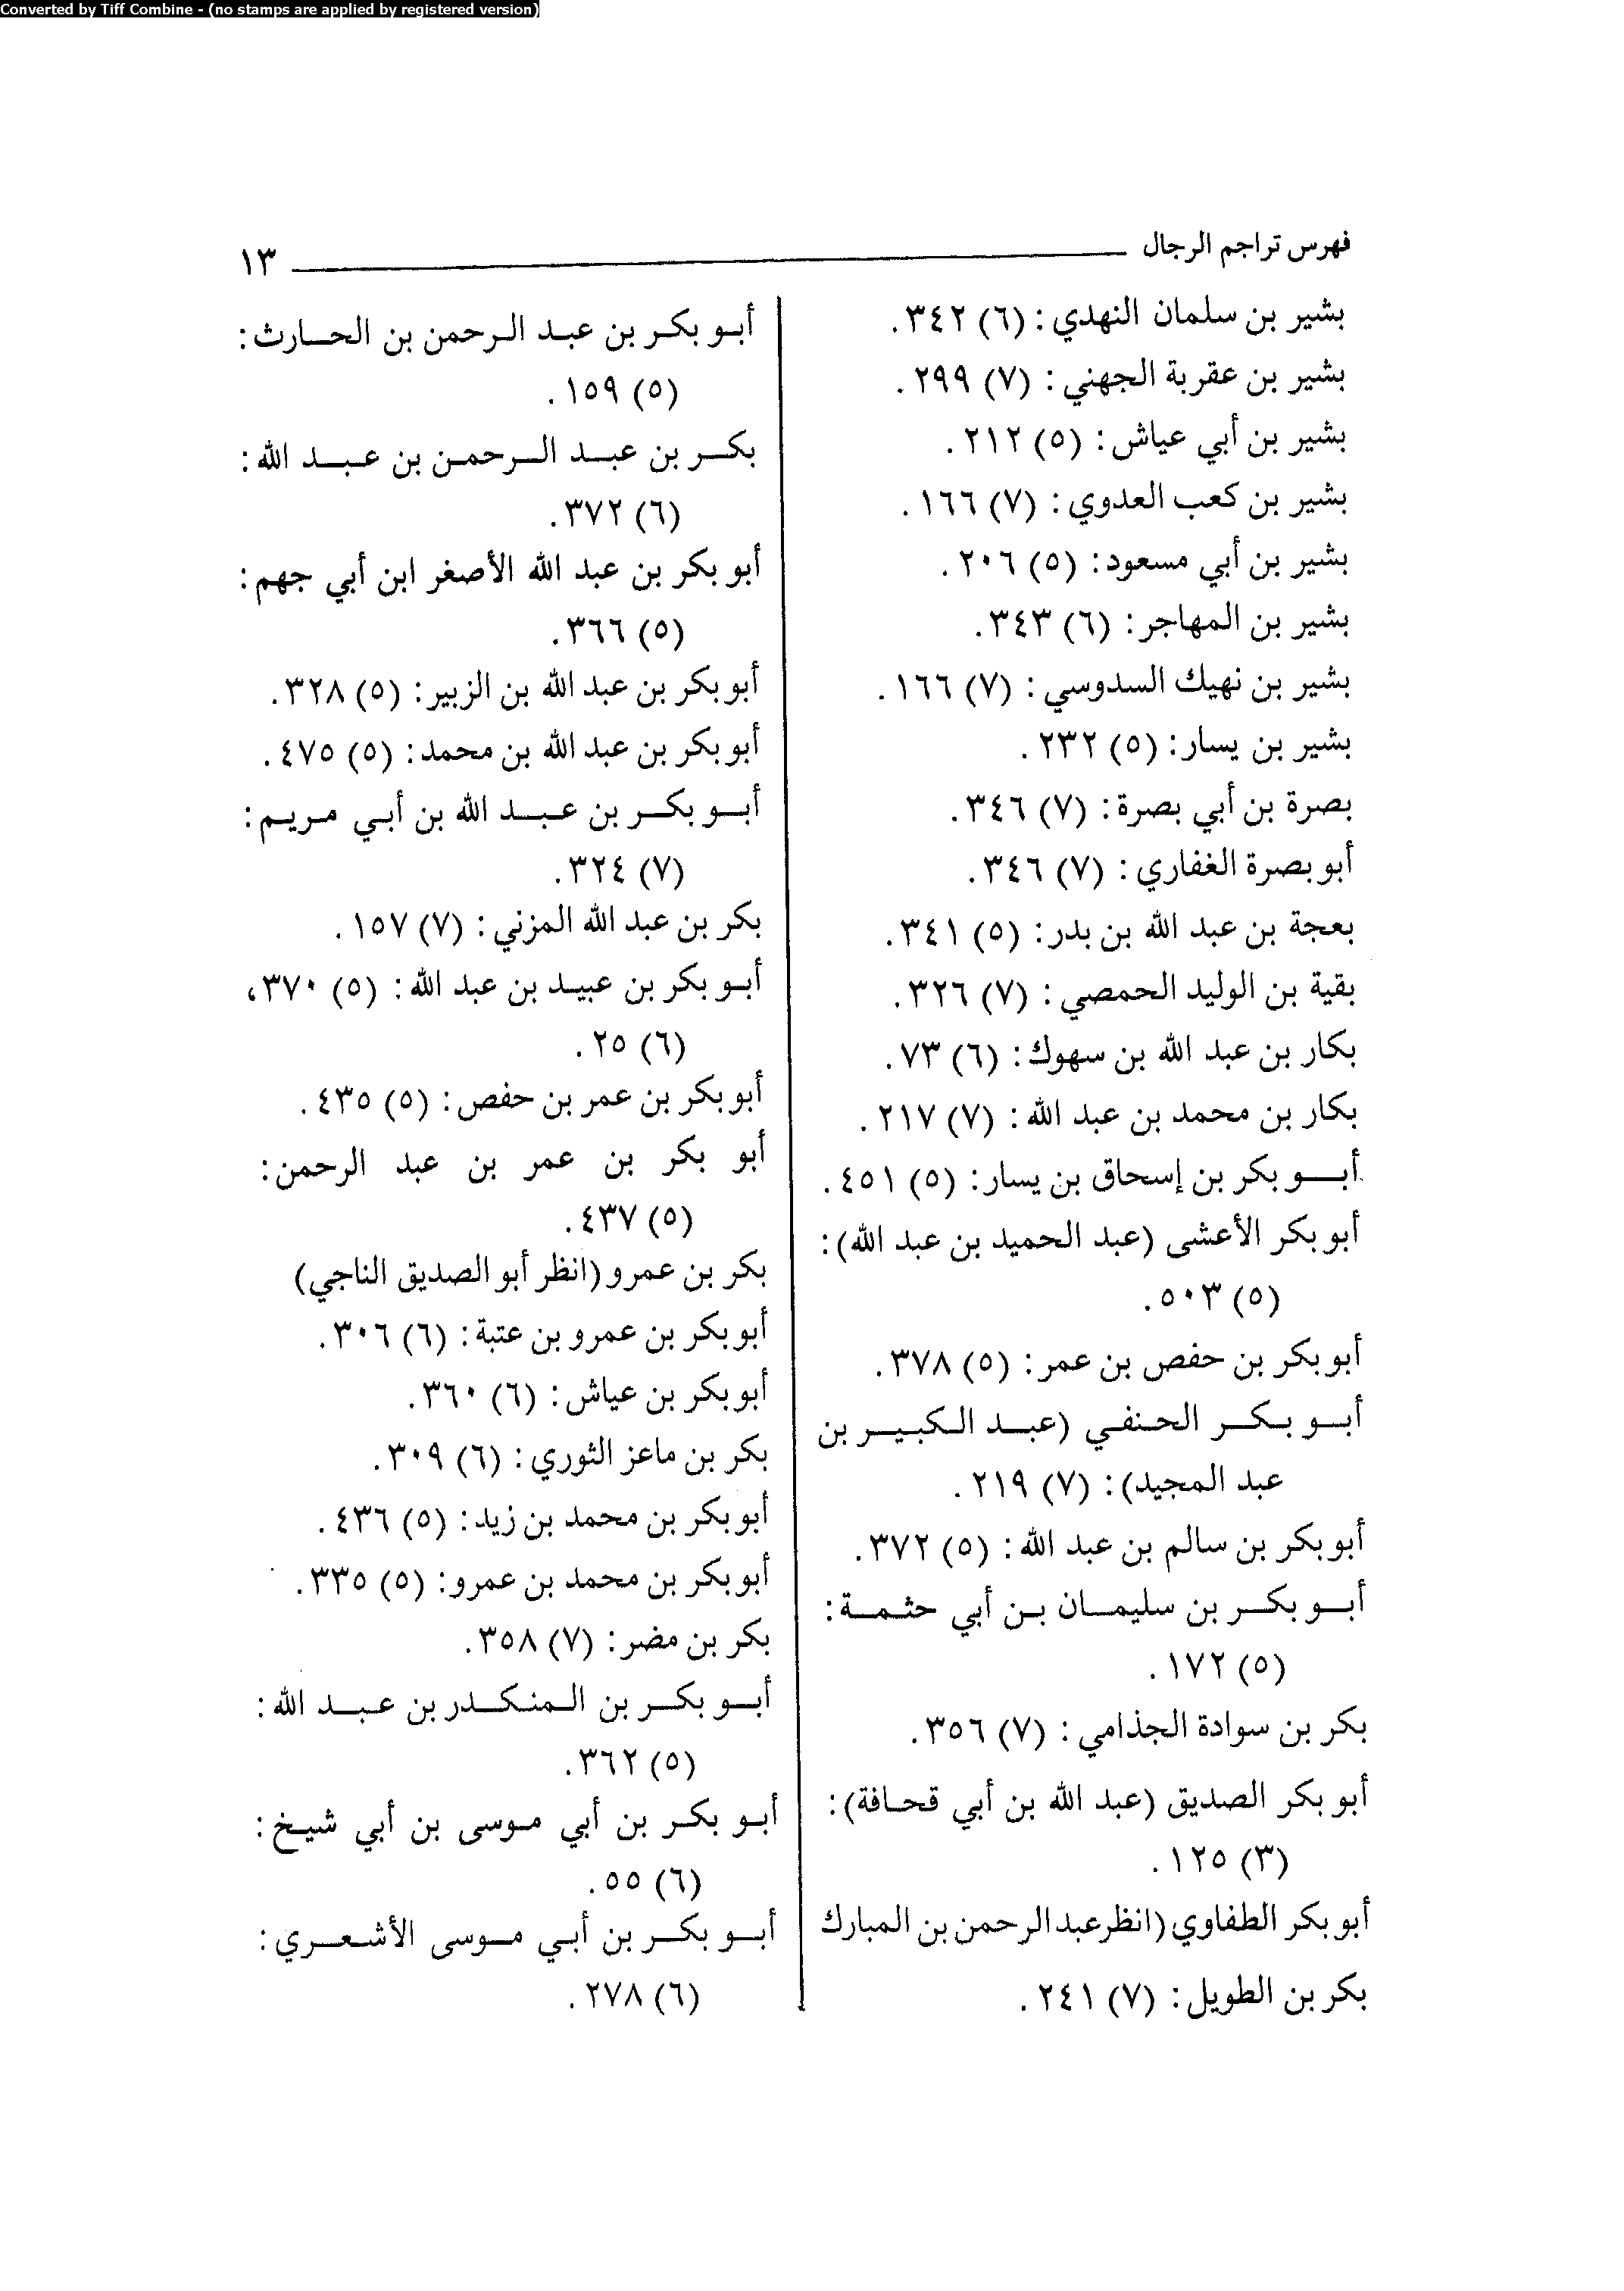 Converted by Tiff Combine - (no stamps are applied by registered version)
فهرس تراجم الرجال ١٣
بشير بن سلمان النهدي: (٦) ٣٤٢.
بشير بن عقربة الجهني: (٧) ٢٩٩.
بشير بن أبي عياش: (٥) ٢١٢.
بشير بن كعب العدوي: (٧) ١٦٦.
بشير بن أبي مسعود: (٥) ٢٠٦.
بشير بن المهاجر: (٦) ٣٤٣.
بشير بن نهيك السدوسي: (٧) ١٦٦.
بشير بن يسار: (٥) ٢٣٢.
بصرة بن أبي بصرة: (٧) ٣٤٦.
أبو بصرة الغفاري: (٧) ٣٤٦.
بعجة بن عبد الله بن بدر: (٥) ٣٤١.
بقية بن الوليد الحمصي: (٧) ٣٢٦.
بكار بن عبد الله بن سهوك: (٦) ٧٣.
بكار بن محمد بن عبد الله: (٧) ٢١٧.
أبو بكر بن إسحاق بن يسار: (٥) ٤٥١.
أبو بكر الأعشى (عبد الحميد بن عبد الله):
(٥) ٥٠٣.
أبو بكر بن حفص بن عمر: (٥) ٣٧٨.
أبو بكر الحنفي (عبد الكبير بن
عبد المجيد): (٧) ٢١٩.
أبو بكر بن سالم بن عبد الله: (٥) ٣٧٢.
أبو بكر بن سليمان بن أبي حثمة:
(٥) ١٧٢.
بكر بن سوادة الجذامي: (٧) ٣٥٦.
أبو بكر الصديق (عبد الله بن أبي قحافة):
(٣) ١٢٥.
أبو بكر الطفاوي (انظر عبد الرحمن بن المبارك
بكر بن الطويل: (٧) ٢٤١.
أبو بكر بن عبد الرحمن بن الحارث:
(٥) ١٥٩.
بكر بن عبد الرحمن بن عبد الله:
(٦) ٣٧٢.
أبو بكر بن عبد الله الأصغر ابن أبي جهم:
(٥) ٣٦٦.
أبو بكر بن عبد الله بن الزبير: (٥) ٣٢٨.
أبو بكر بن عبد الله بن محمد: (٥) ٤٧٥.
أبو بكر بن عبد الله بن أبي مريم:
(٧) ٣٢٤.
بكر بن عبد الله المزني: (٧) ١٥٧.
أبو بكر بن عبيد بن عبد الله: (٥) ٣٧٠،
(٦) ٢٥.
أبو بكر بن عمر بن حفص: (٥) ٤٣٥.
أبو بكر بن عمر بن عبد الرحمن:
(٥) ٤٣٧.
بكر بن عمرو (انظر أبو الصديق الناجي)
أبو بكر بن عمرو بن عتبة: (٦) ٣٠٦.
أبو بكر بن عياش: (٦) ٣٦٠.
بكر بن ماعز الثوري: (٦) ٣٠٩.
أبو بكر بن محمد بن زيد: (٥) ٤٣٦.
أبو بكر بن محمد بن عمرو: (٥) ٣٣٥.
بكر بن مضر: (٧) ٣٥٨.
أبو بكر بن المنكدر بن عبد الله:
(٥) ٣٦٢.
أبو بكر بن أبي موسى بن أبي شيخ:
(٦) ٥٥.
أبو بكر بن أبي موسى الأشعري:
(٦) ٢٧٨.